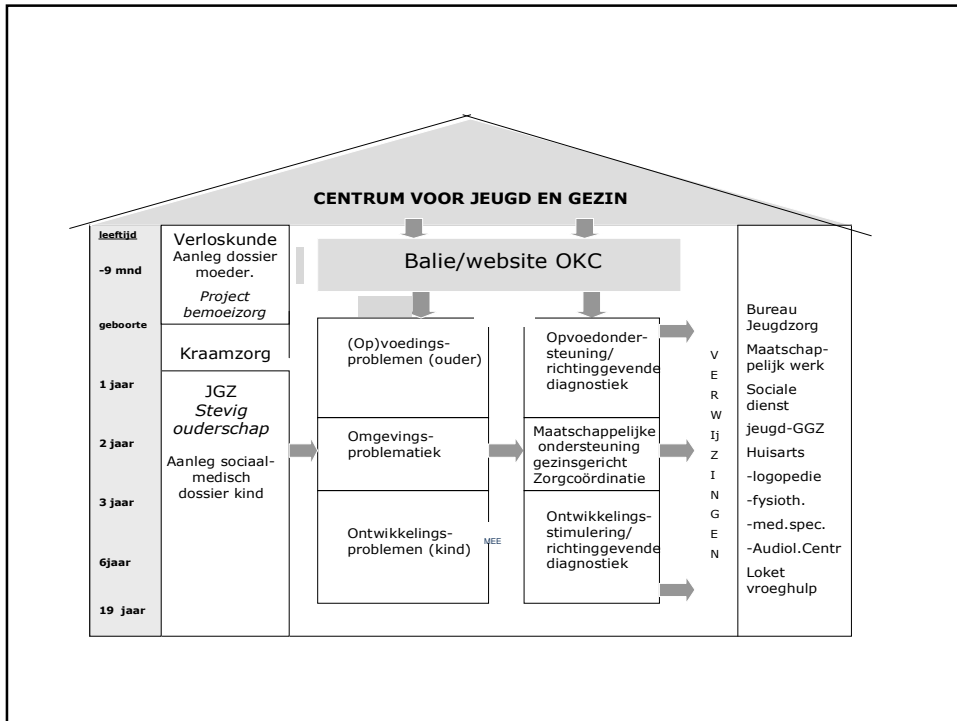 CENTRUM VOOR JEUGD EN GEZIN
leeftijd
-9 mnd
geboorte
1 jaar
2 jaar
3 jaar
6jaar
19 jaar
Verloskunde
Aanleg dossier
moeder.
Project
bemoeizorg
Kraamzorg
JGZ
Stevig
ouderschap
Aanleg sociaal-
medisch
dossier kind
Balie/website OKC
(Op)voedings-
problemen (ouder)
Omgevings-
problematiek
Ontwikkelings-
problemen (kind)
MEE
Opvoedonder-
steuning/
richtinggevende
diagnostiek
Maatschappelijke
ondersteuning
gezinsgericht
Zorgcoördinatie
Ontwikkelings-
stimulering/
richtinggevende
diagnostiek
V
E
R
W
Ij
Z
I
N
G
E
N
Bureau
Jeugdzorg
Maatschap-
pelijk werk
Sociale
dienst
jeugd-GGZ
Huisarts
-logopedie
-fysioth.
-med.spec.
-Audiol.Centr
Loket
vroeghulp